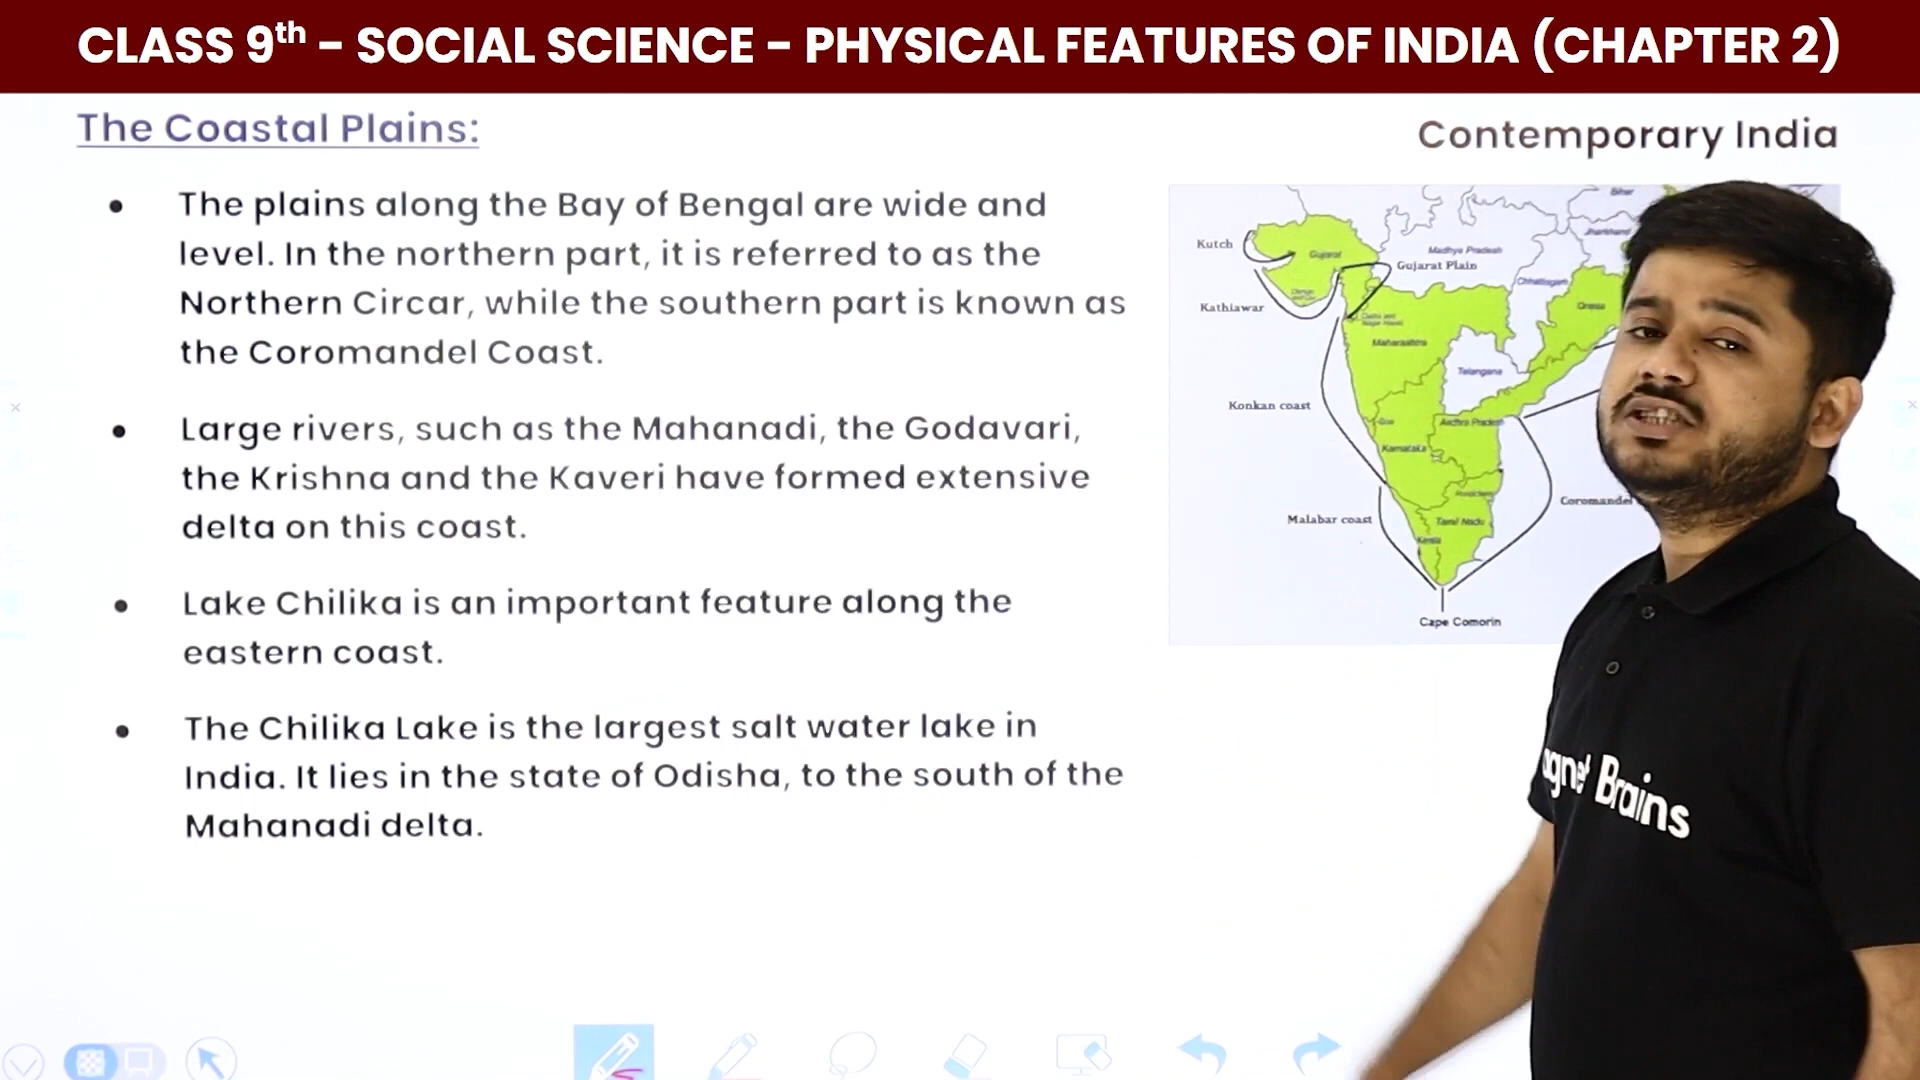 CLASS 9th – SOCIAL SCIENCE – PHYSICAL FEATURES OF INDIA (CHAPTER 2)
The Coastal Plains:
Contemporary India
• The plains along the Bay of Bengal are wide and
level. In the northern part, it is referred to as the
Northern Circar, while the southern part is known as
the Coromandel Coast.
• Large rivers, such as the Mahanadi, the Godavari,
the Krishna and the Kaveri have formed extensive
delta on this coast.
• Lake Chilika is an important feature along the
eastern coast.
• The Chilika Lake is the largest salt water lake in
India. It lies in the state of Odisha, to the south of the
Mahanadi delta.
Bihar
Jharkhand
Kutch
Gujarat
Madhya Pradesh
Gujarat Plain
Chhattisgarh
Orissa
Kathiawar
Maharashtra
Telangana
Konkan coast
Goa
Andhra Pradesh
Karnataka
Coromandel
Malabar coast
Tamil Nadu
Kerala
Cape Comorin
agnet Brains